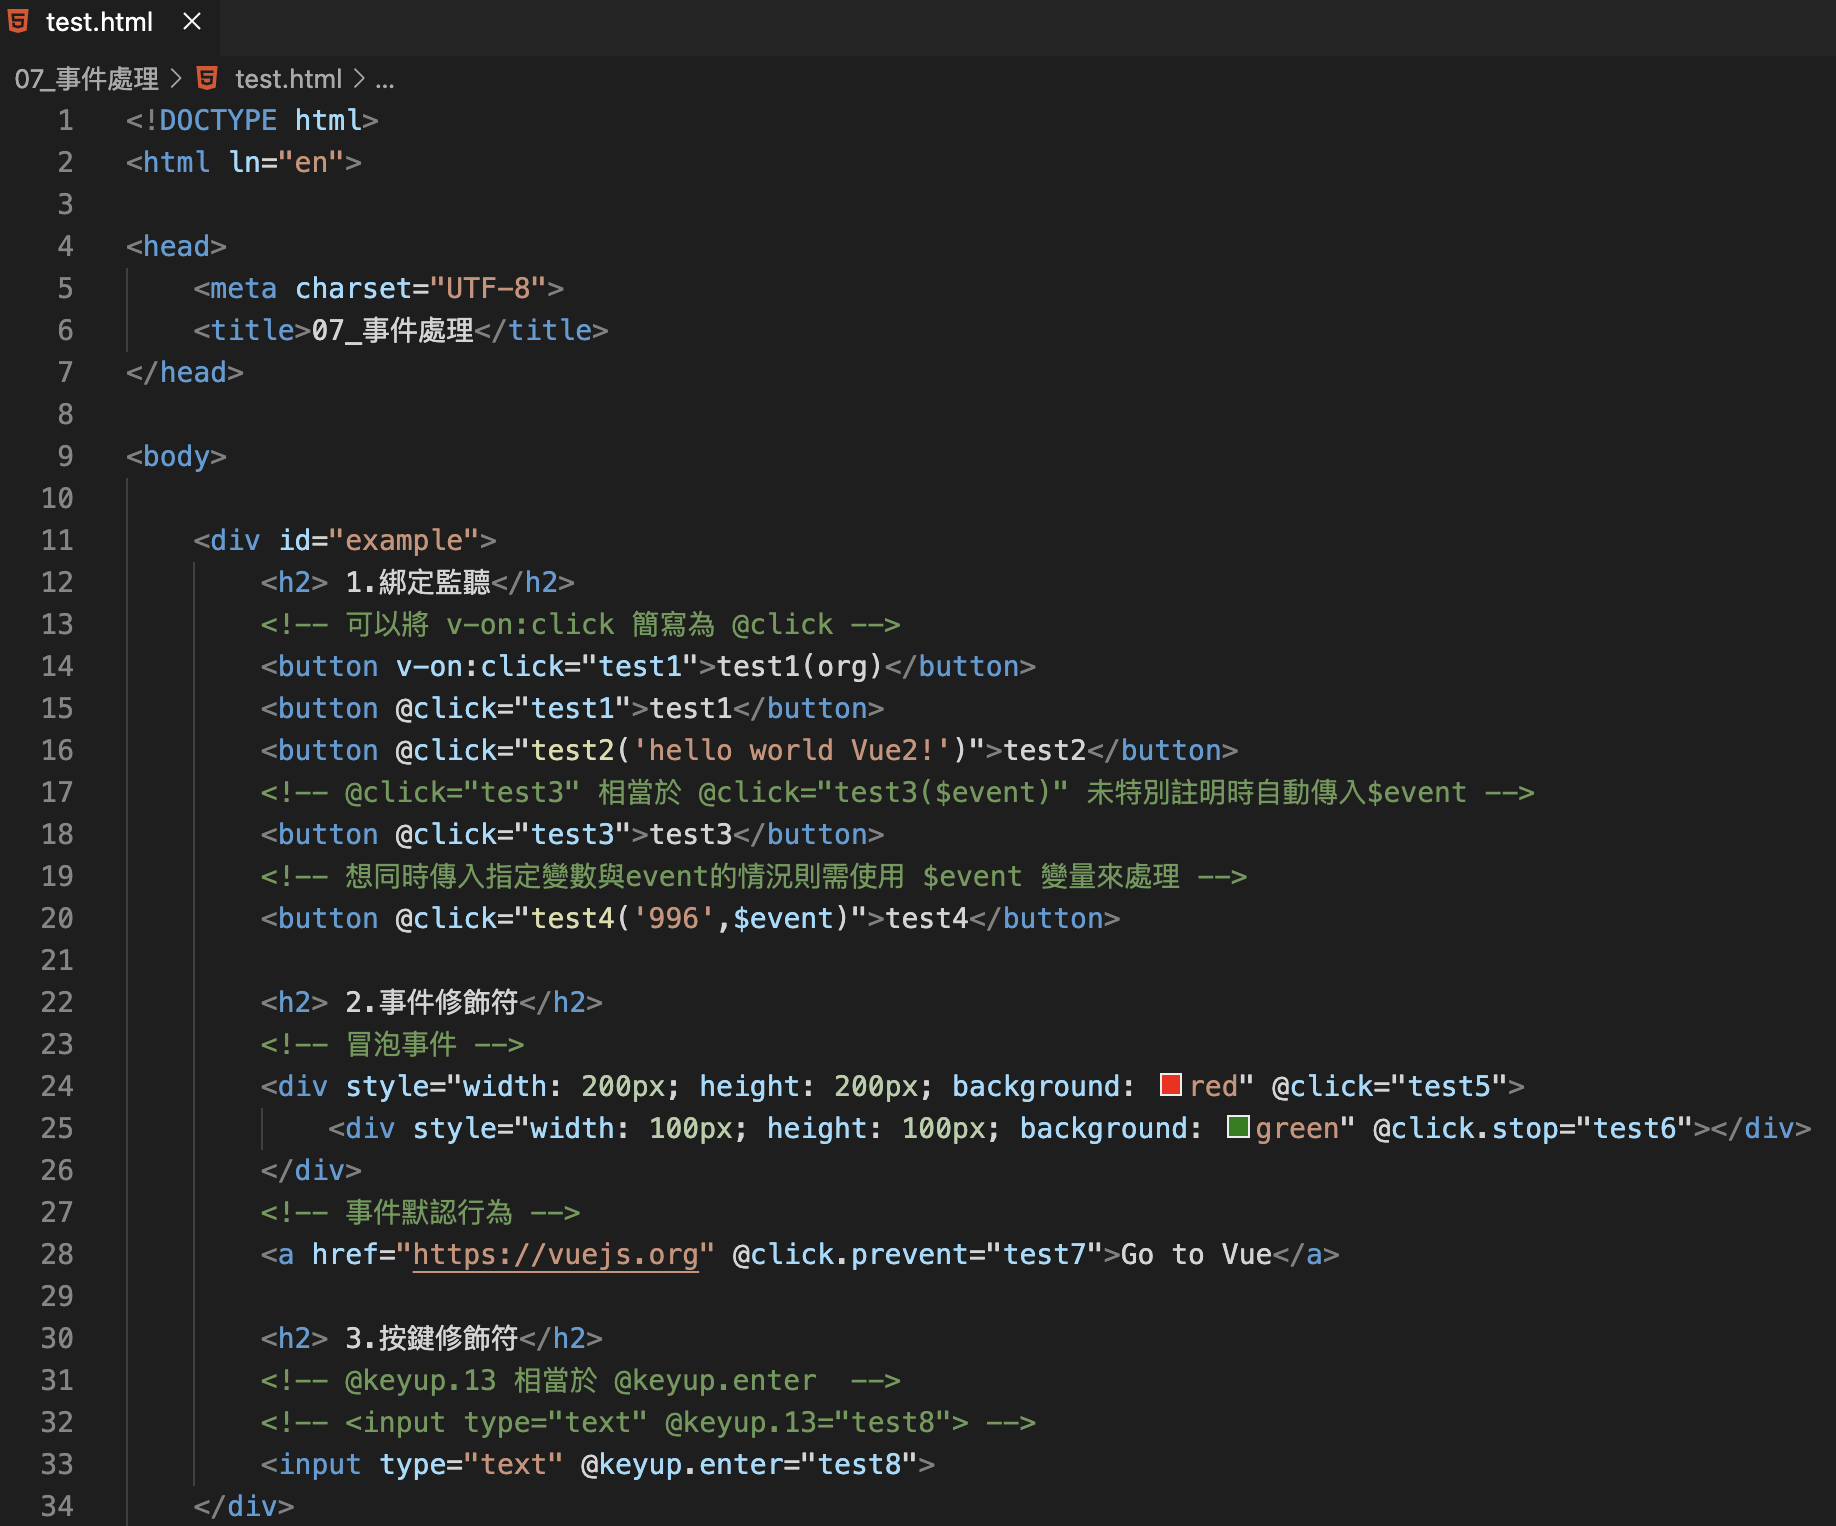 test.html
07_事件處理 > test.html > ...
1 <!DOCTYPE html>
2 <html ln="en">
3
4 <head>
5     <meta charset="UTF-8">
6     <title>07_事件處理</title>
7 </head>
8
9 <body>
10
11     <div id="example">
12         <h2> 1.綁定監聽</h2>
13         <!-- 可以將 v-on:click 簡寫為 @click -->
14         <button v-on:click="test1">test1(org)</button>
15         <button @click="test1">test1</button>
16         <button @click="test2('hello world Vue2!')">test2</button>
17         <!-- @click="test3" 相當於 @click="test3($event)" 未特別註明時自動傳入$event -->
18         <button @click="test3">test3</button>
19         <!-- 想同時傳入指定變數與event的情況則需使用 $event 變量來處理 -->
20         <button @click="test4('996',$event)">test4</button>
21
22         <h2> 2.事件修飾符</h2>
23         <!-- 冒泡事件 -->
24         <div style="width: 200px; height: 200px; background: red" @click="test5">
25             <div style="width: 100px; height: 100px; background: green" @click.stop="test6"></div>
26         </div>
27         <!-- 事件默認行為 -->
28         <a href="https://vuejs.org" @click.prevent="test7">Go to Vue</a>
29
30         <h2> 3.按鍵修飾符</h2>
31         <!-- @keyup.13 相當於 @keyup.enter  -->
32         <!-- <input type="text" @keyup.13="test8"> -->
33         <input type="text" @keyup.enter="test8">
34     </div>